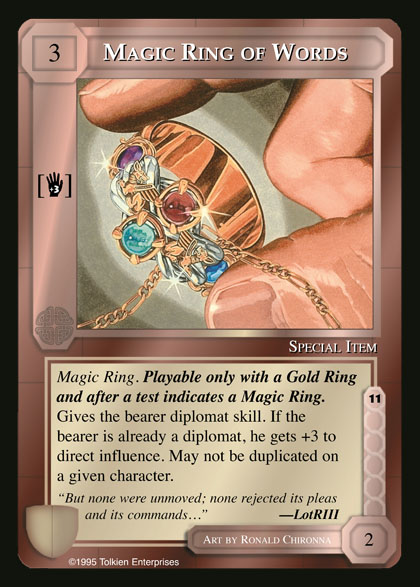 3
MAGIC RING OF WORDS
[+3]
SPECIAL ITEM
Magic Ring. Playable only with a Gold Ring
and after a test indicates a Magic Ring.
Gives the bearer diplomat skill. If the
bearer is already a diplomat, he gets +3 to
direct influence. May not be duplicated on
a given character.
“But none were unmoved; none rejected its pleas
and its commands…” —LotRIII
11
ART BY RONALD CHIRONNA
2
©1995 Tolkien Enterprises